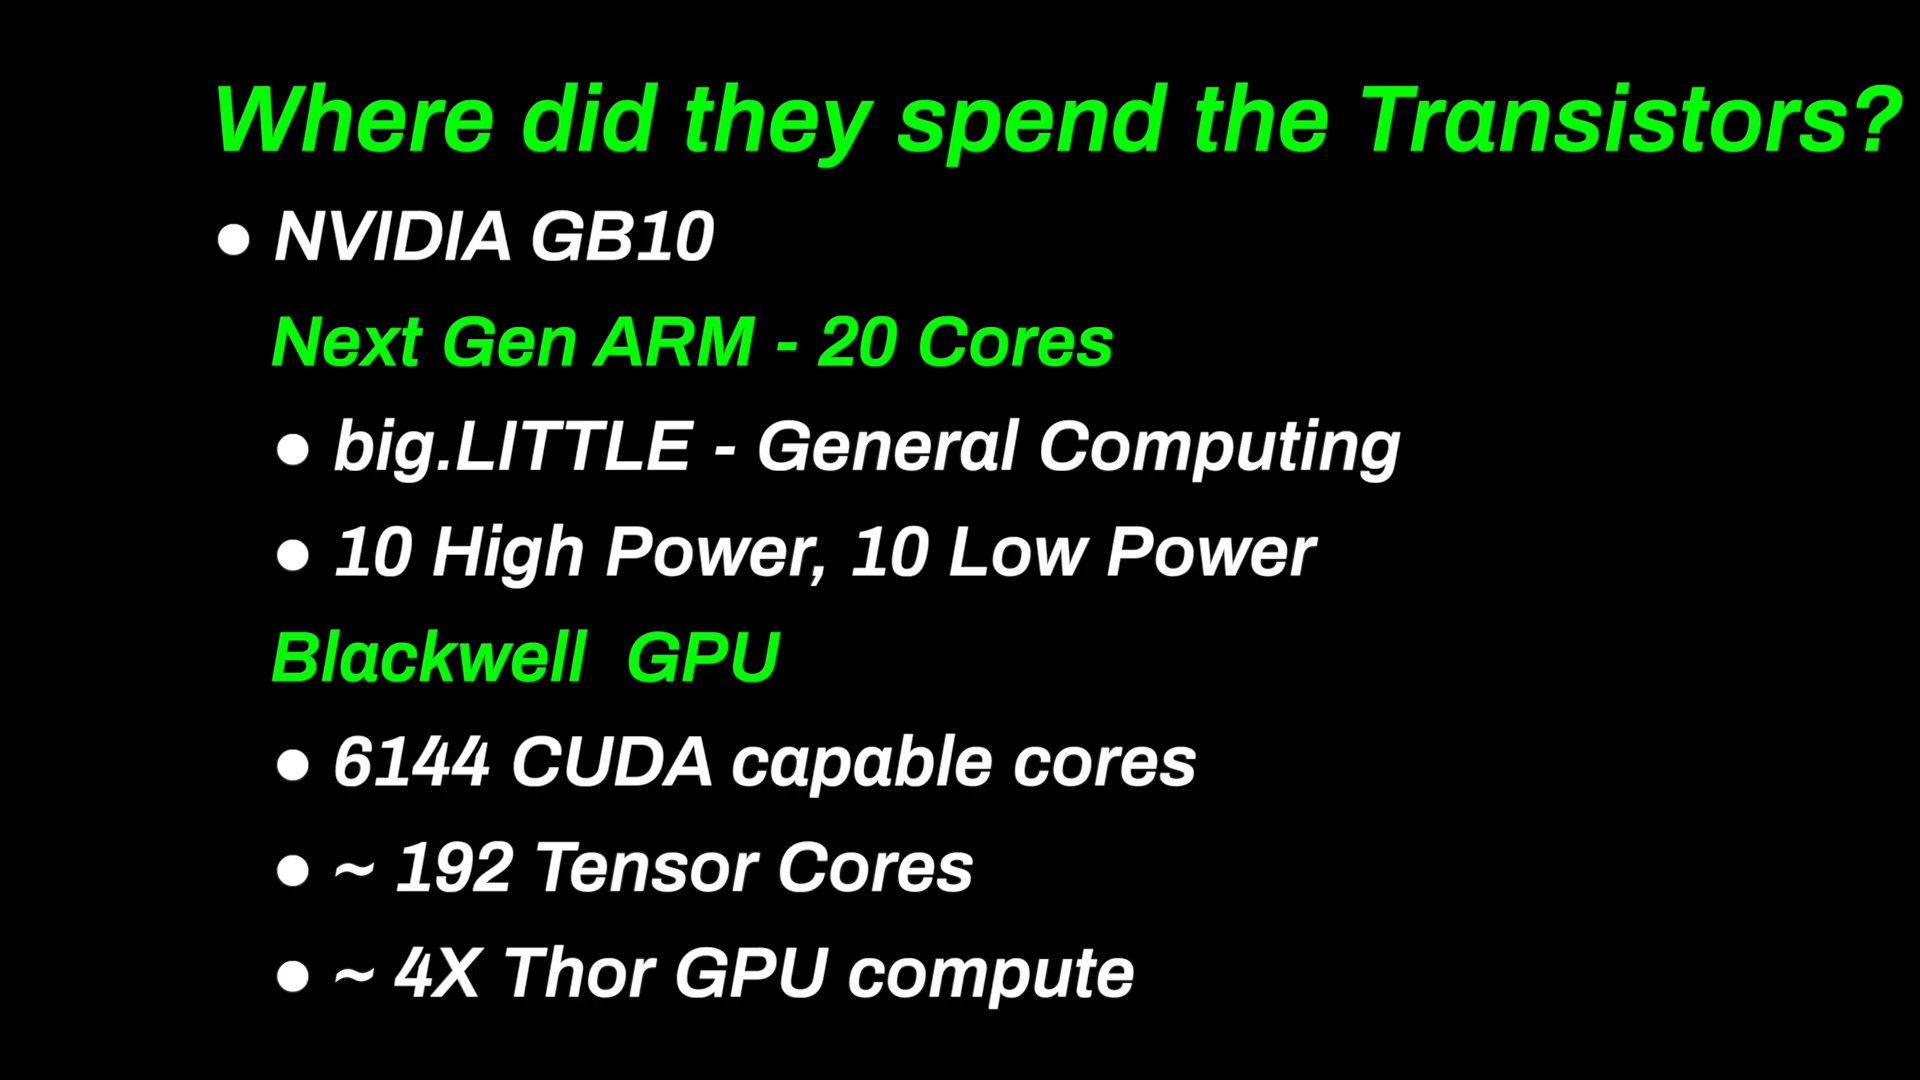 Where did they spend the Transistors?
● NVIDIA GB10
Next Gen ARM - 20 Cores
● big.LITTLE - General Computing
● 10 High Power, 10 Low Power
Blackwell  GPU
● 6144 CUDA capable cores
● ~ 192 Tensor Cores
● ~ 4X Thor GPU compute